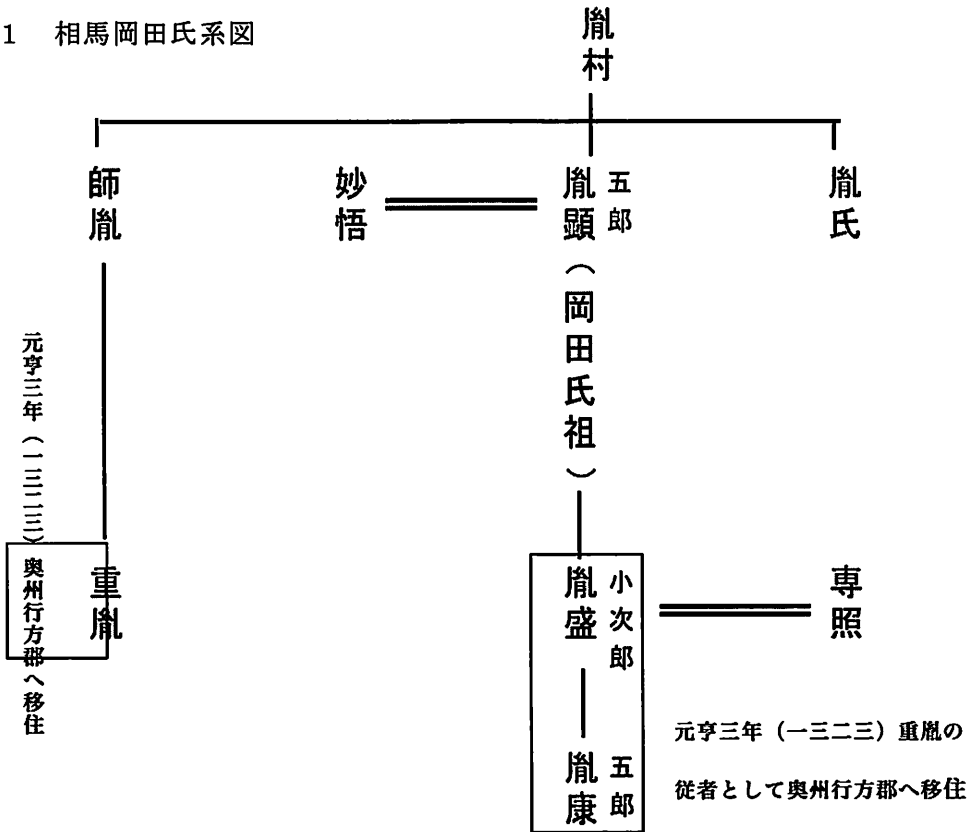 1　相馬岡田氏系図
胤村
胤氏
五郎
胤顕（岡田氏祖）
妙悟
師胤
専照
小次郎
胤盛
五郎
胤康
元亨三年（一三二三）重胤の
従者として奥州行方郡へ移住
重胤
元亨三年（一三二三）奥州行方郡へ移住